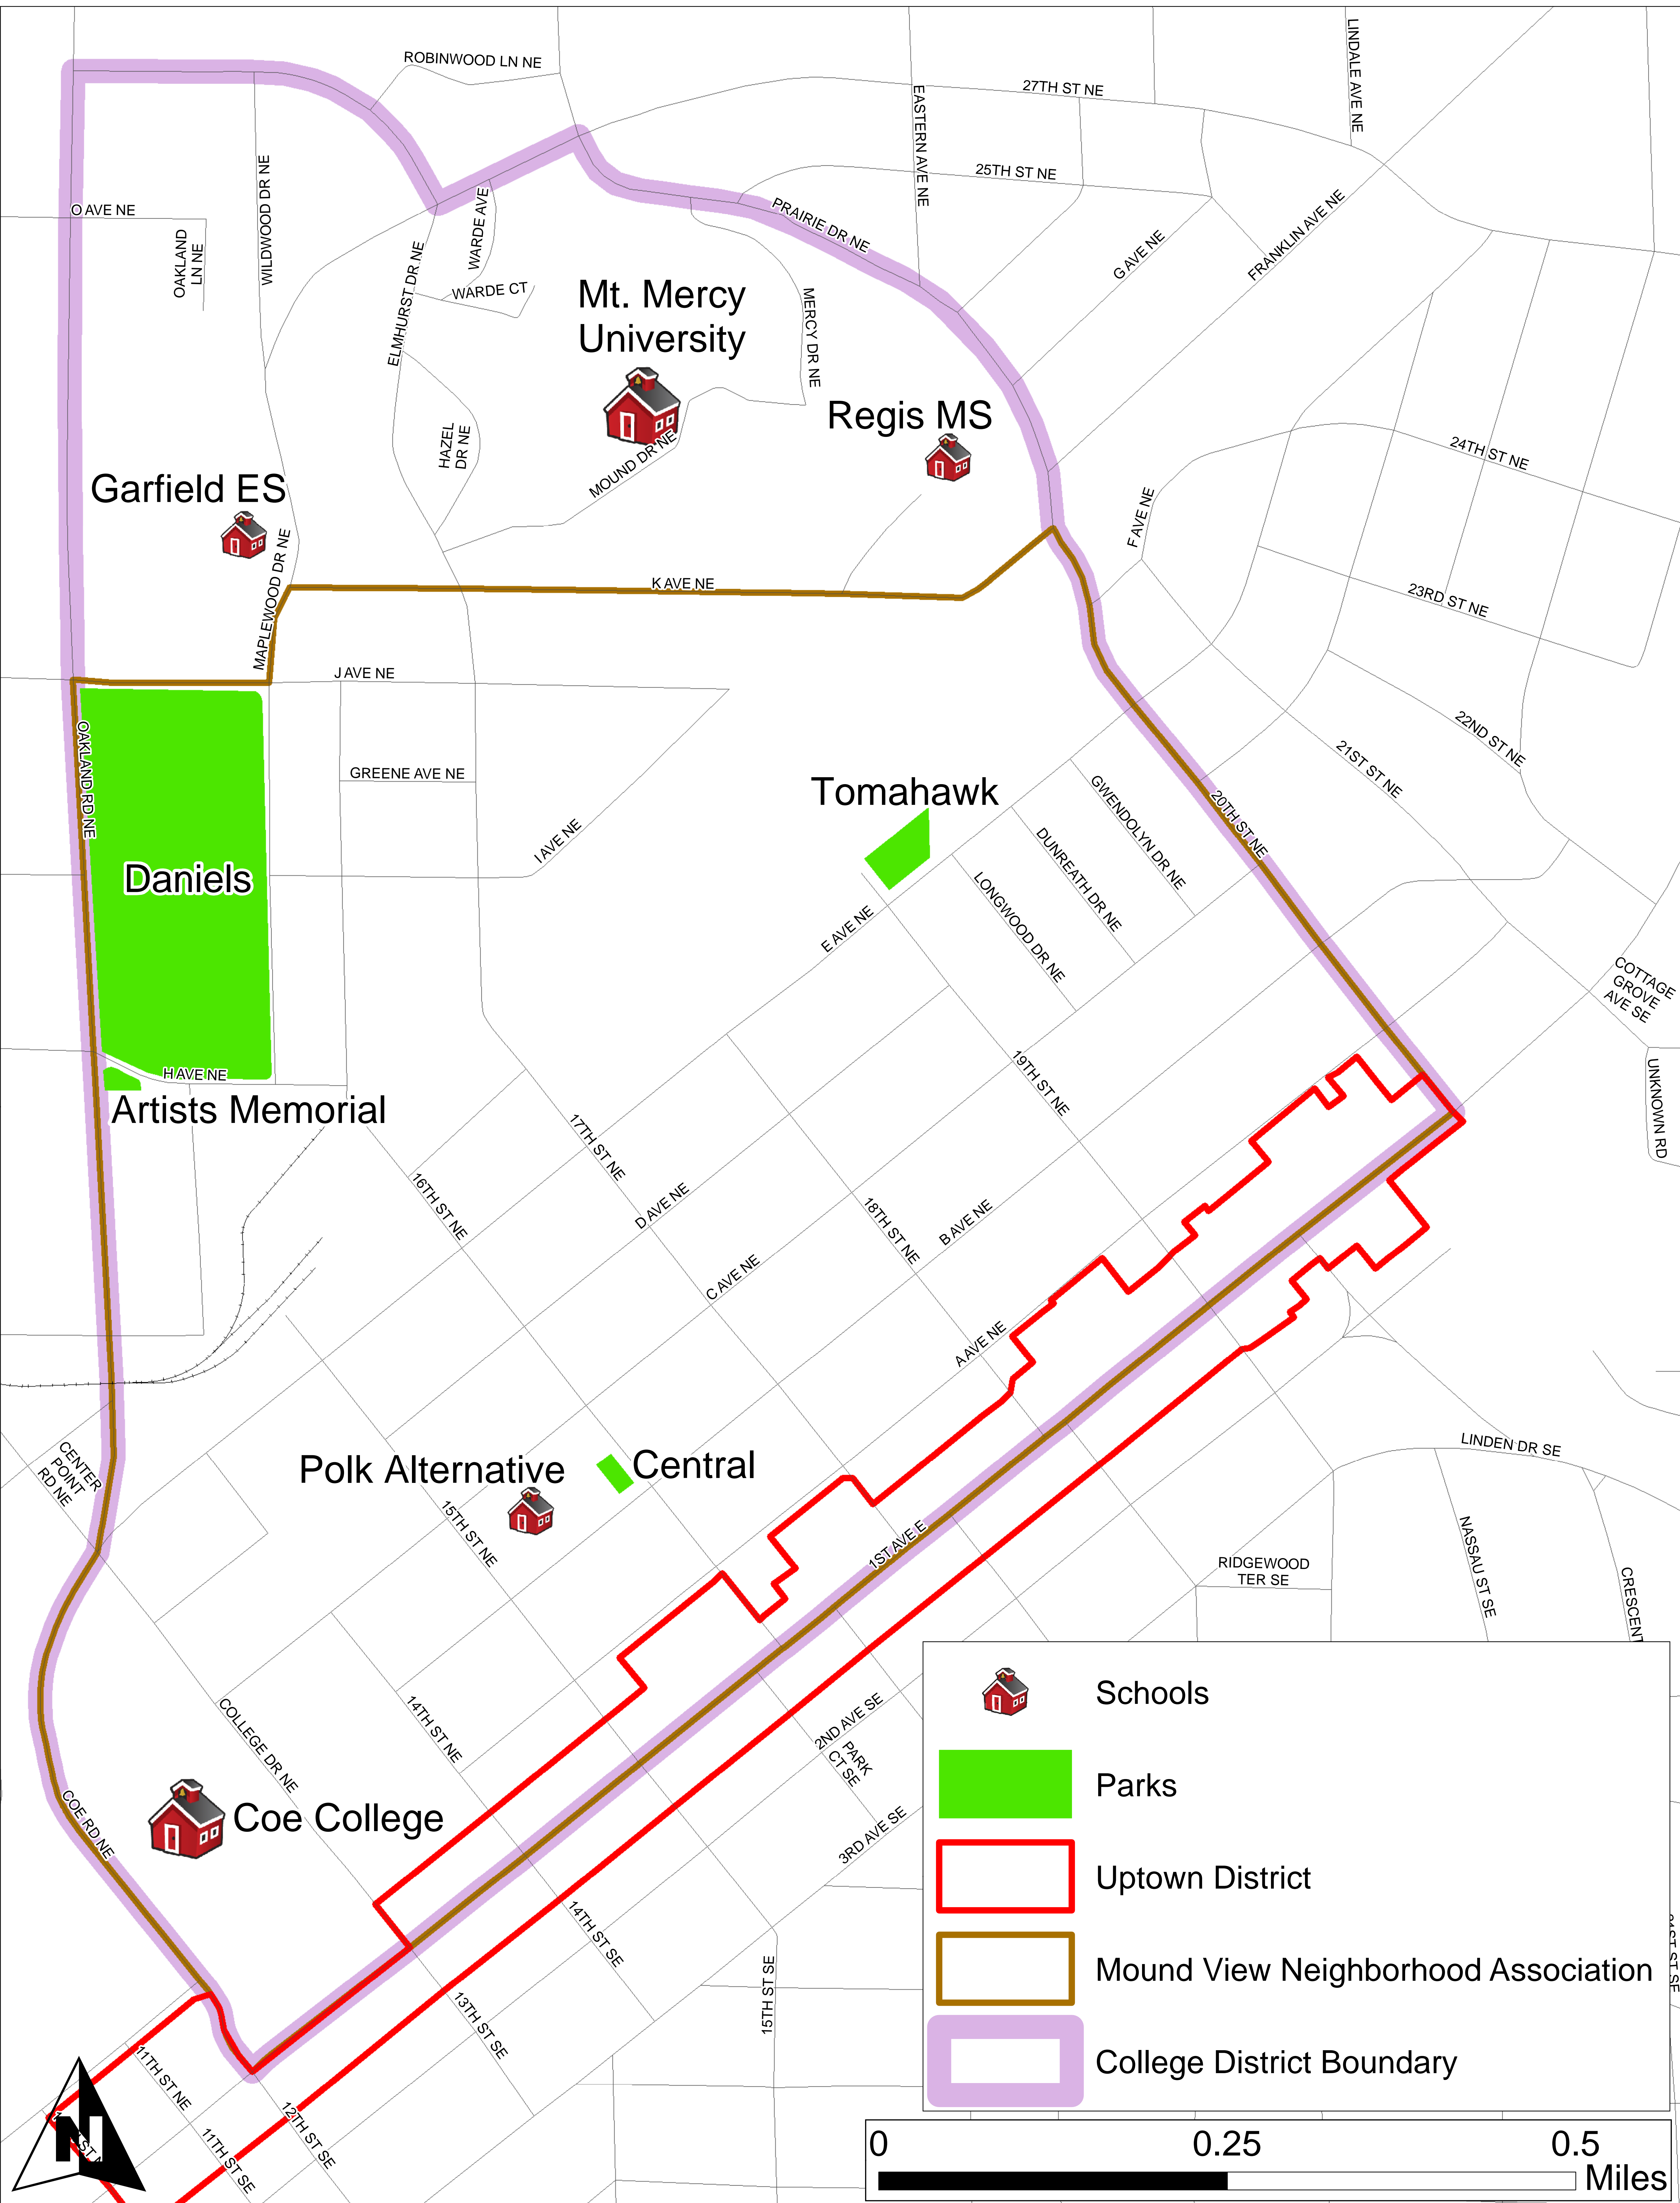 ROBINWOOD LN NE
LINDALE AVE NE
27TH ST NE
EASTERN AVE NE
25TH ST NE
O AVE NE
OAKLAND
LN NE
WILDWOOD DR NE
WARDE AVE
PRAIRIE DR NE
G AVE NE
FRANKLIN AVE NE
ELMHURST DR NE
WARDE CT
Mt. Mercy
University
MERCY DR NE
Regis MS
HAZEL
DR NE
MOUND DR NE
24TH ST NE
Garfield ES
F AVE NE
MAPLEWOOD DR NE
K AVE NE
23RD ST NE
J AVE NE
OAKLAND RD NE
22ND ST NE
21ST ST NE
GREENE AVE NE
Tomahawk
GWENDOLYN DR NE
20TH ST NE
I AVE NE
DUNREATH DR NE
Daniels
LONGWOOD DR NE
E AVE NE
COTTAGE
GROVE
AVE SE
H AVE NE
19TH ST NE
UNKNOWN RD
Artists Memorial
17TH ST NE
16TH ST NE
D AVE NE
18TH ST NE
B AVE NE
C AVE NE
A AVE NE
CENTER
POINT
RD NE
LINDEN DR SE
Polk Alternative
Central
15TH ST NE
1ST AVE E
NASSAU ST SE
RIDGEWOOD
TER SE
CRESCENT
COLLEGE DR NE
14TH ST NE
2ND AVE SE
PARK
CT SE
Schools
Parks
COE RD NE
Coe College
3RD AVE SE
Uptown District
14TH ST SE
Mound View Neighborhood Association
15TH ST SE
13TH ST SE
College District Boundary
11TH ST NE
12TH ST SE
11TH ST SE
N
0 0.25 0.5
Miles